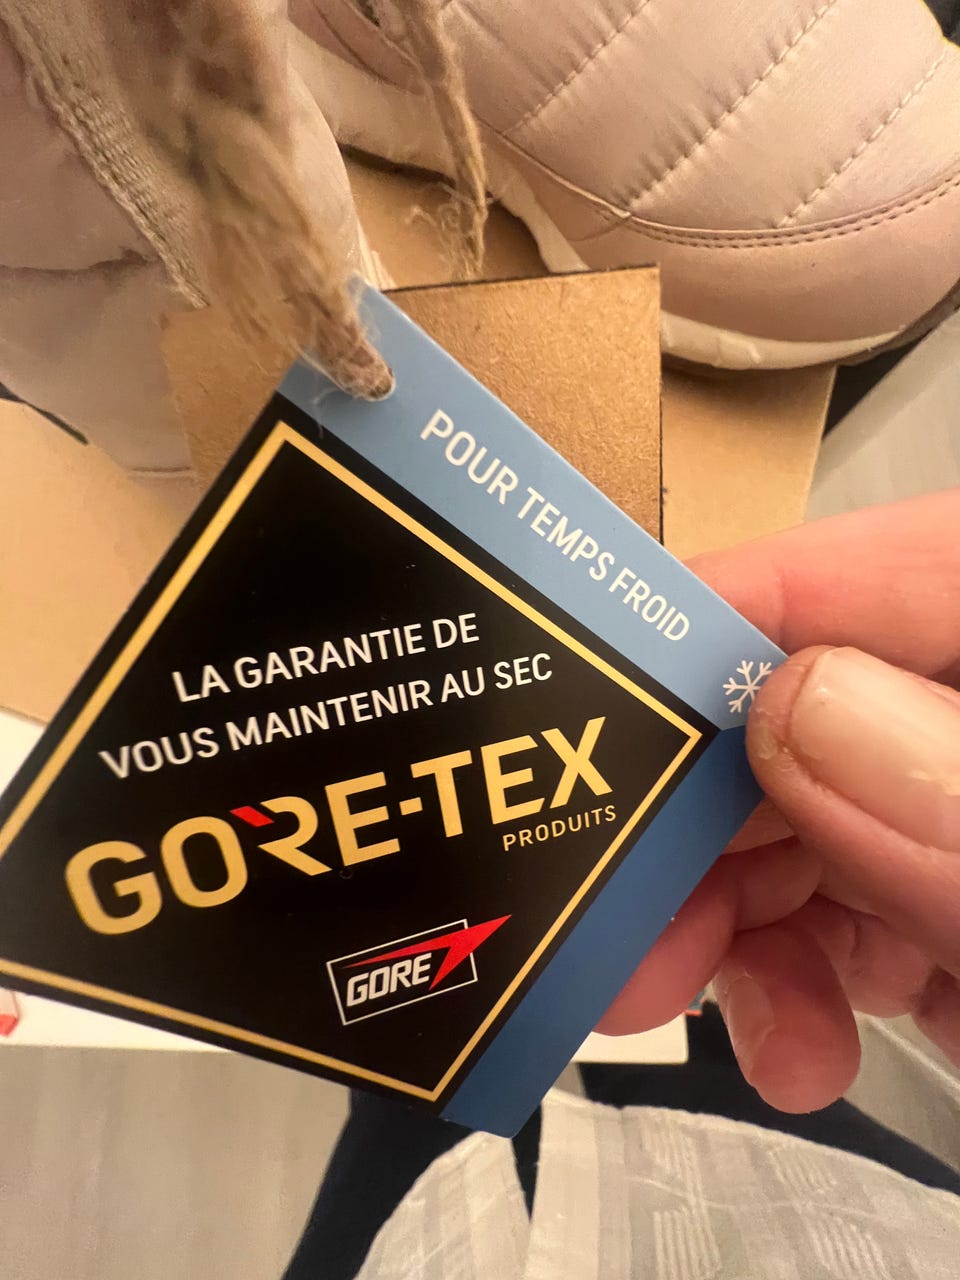 POUR TEMPS FROID
LA GARANTIE DE
VOUS MAINTENIR AU SEC
GORE-TEX
PRODUITS
GORE